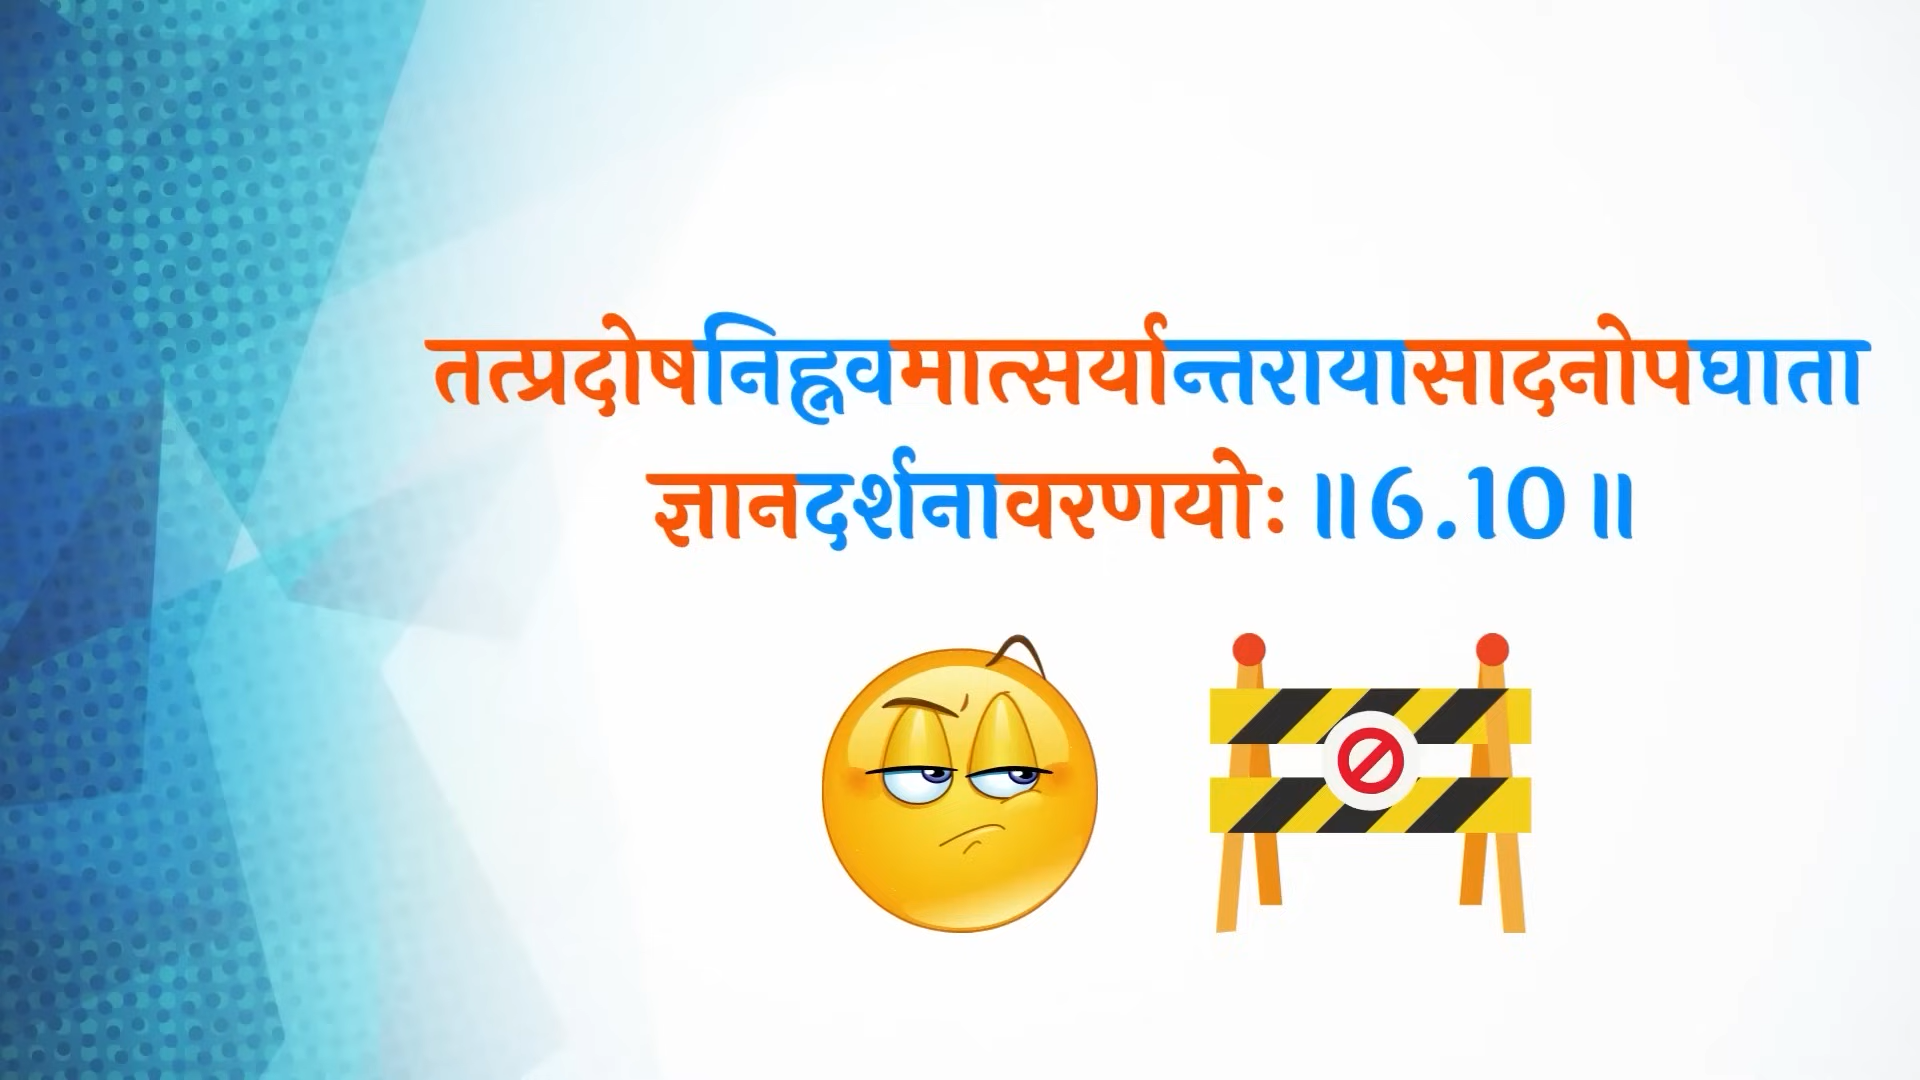 तत्प्रदोषनिह्नवमात्सर्यान्तरायासादनोपघाता
ज्ञानदर्शनावरणयोः ॥6.10॥